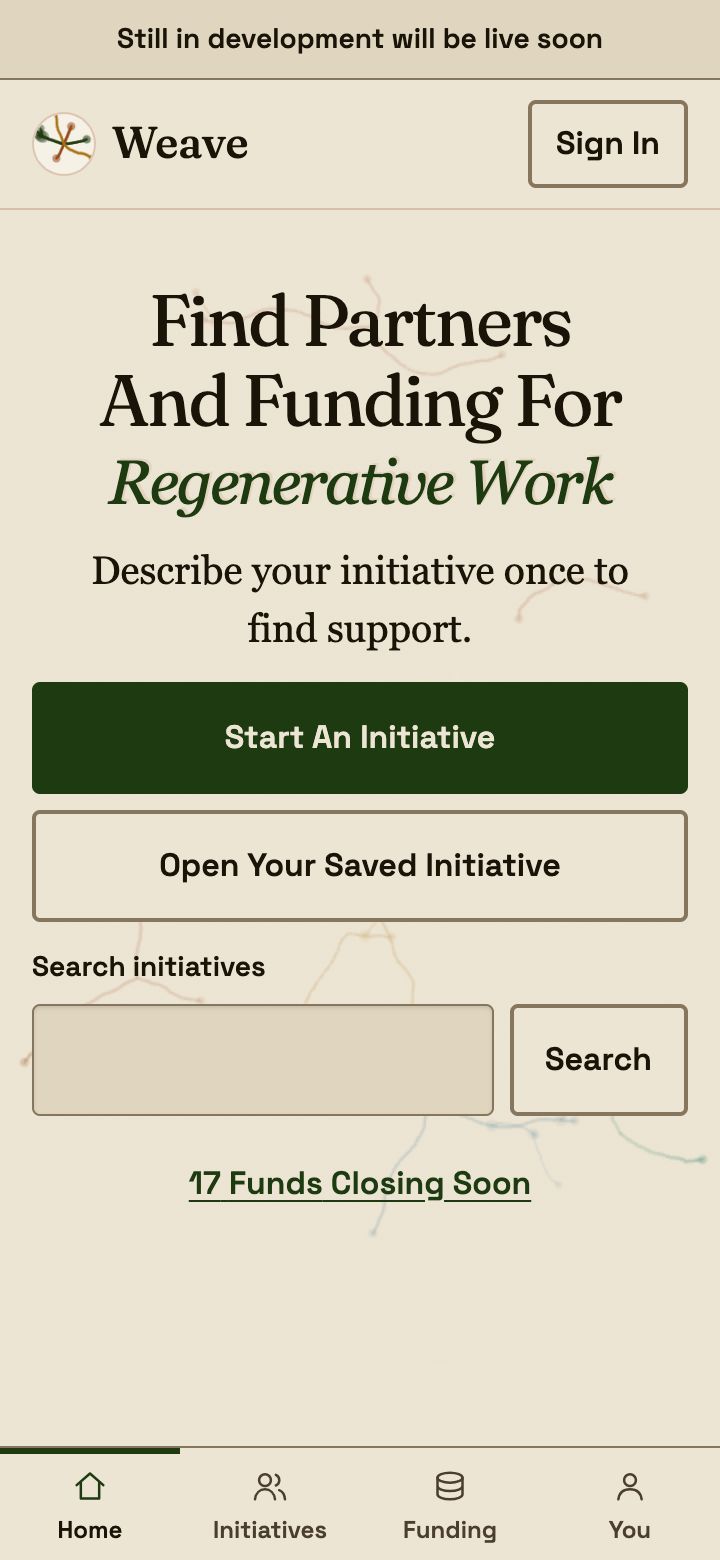 Still in development will be live soon
Weave
Sign In
Find Partners
And Funding For
Regenerative Work
Describe your initiative once to
find support.
Start An Initiative
Open Your Saved Initiative
Search initiatives
Search
17 Funds Closing Soon
Home
Initiatives
Funding
You